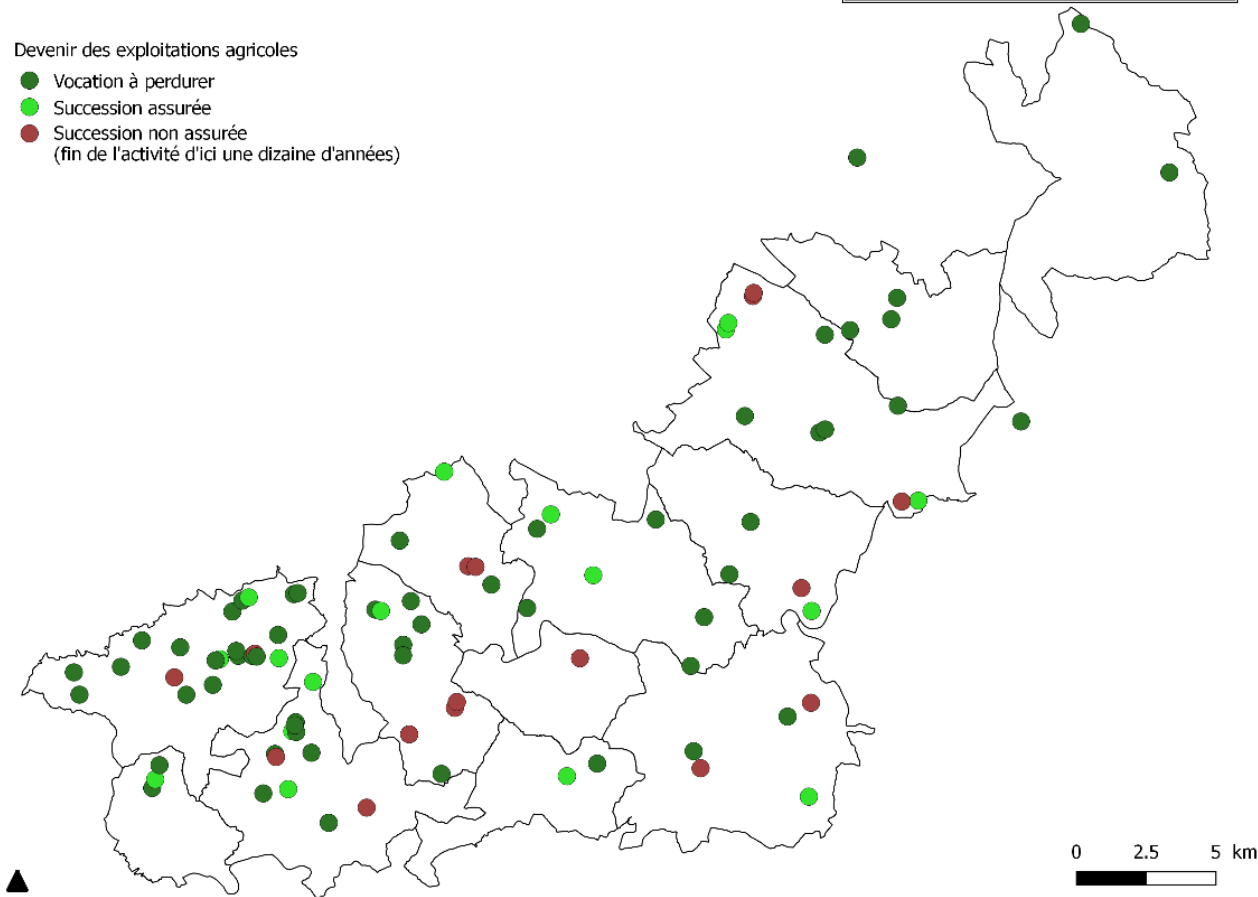 Devenir des exploitations agricoles
Vocation à perdurer
Succession assurée
Succession non assurée
(fin de l'activité d'ici une dizaine d'années)
0 2.5 5 km